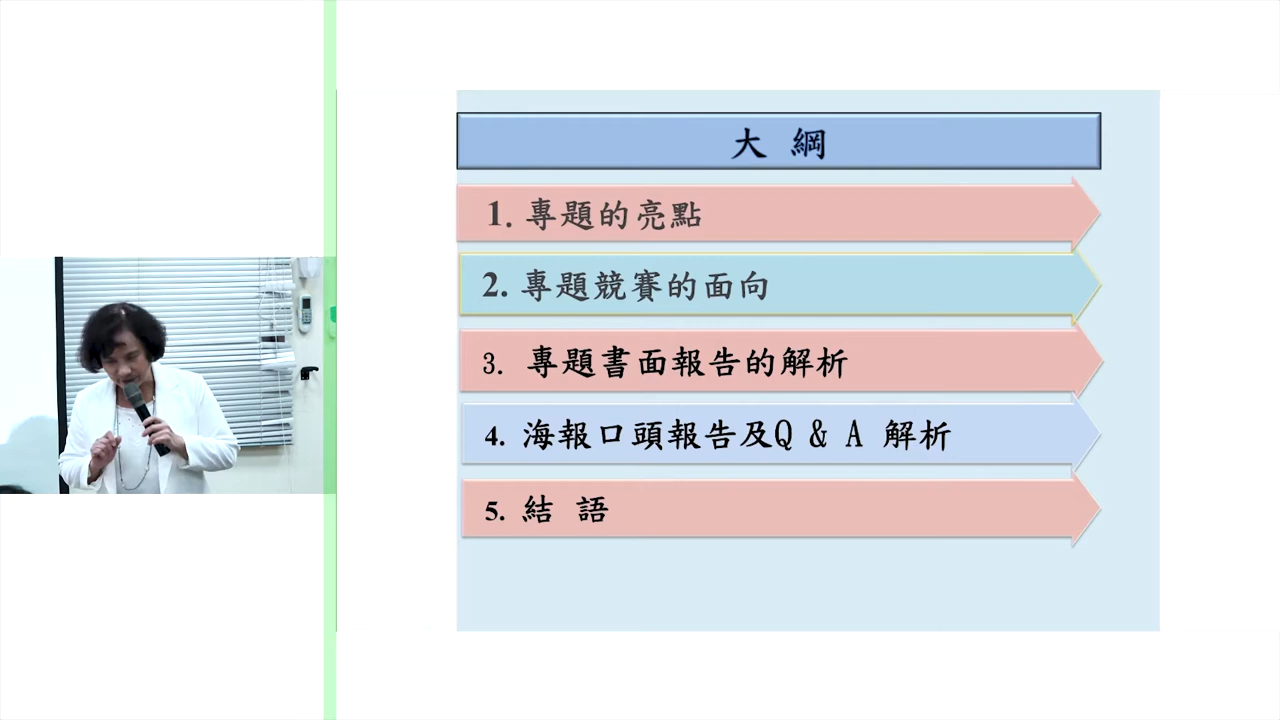 大 綱
1. 專題的亮點
2. 專題競賽的面向
3. 專題書面報告的解析
4. 海報口頭報告及Q & A 解析
5. 結 語